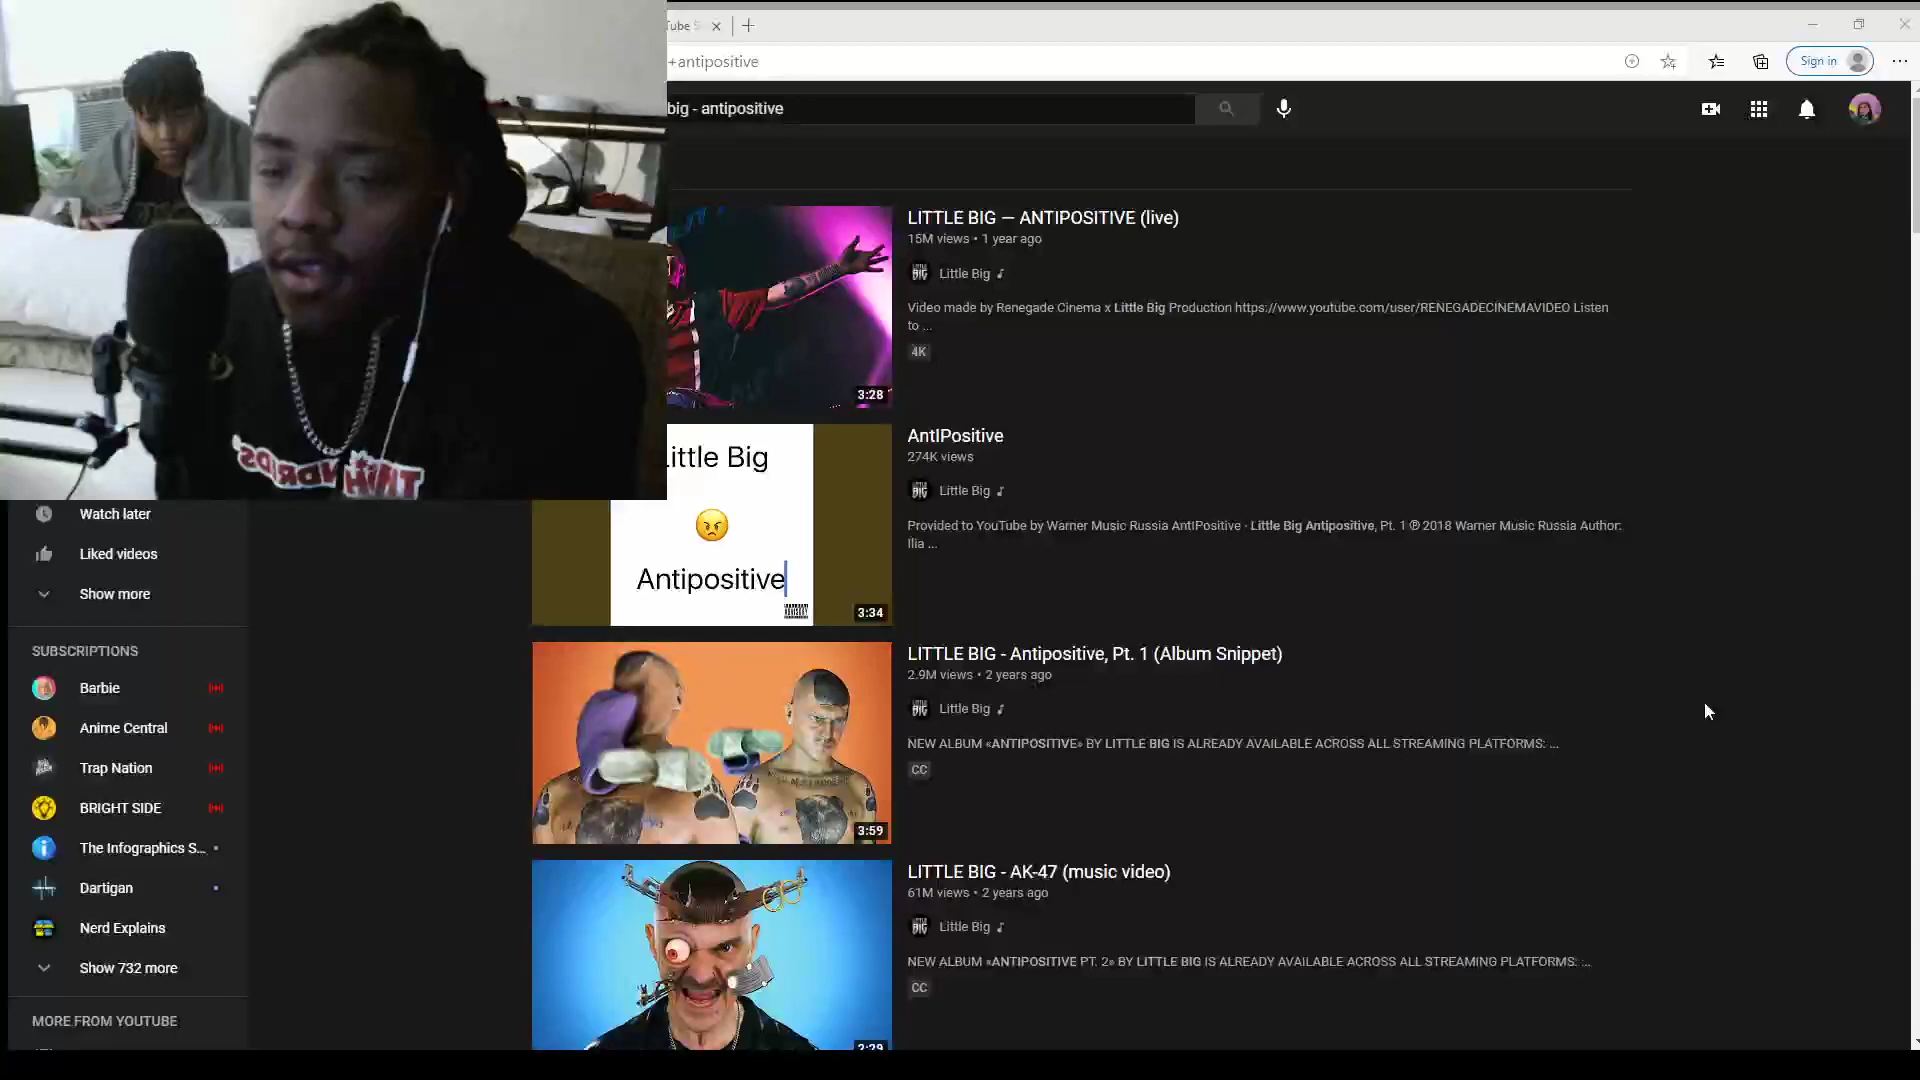 Tube S
+antipositive
Sign in
big - antipositive
LITTLE BIG — ANTIPOSITIVE (live)
15M views • 1 year ago
Little Big
Video made by Renegade Cinema x Little Big Production https://www.youtube.com/user/RENEGADECINEMAVIDEO Listen
to ...
4K
3:28
AntIPositive
274K views
Little Big
Provided to YouTube by Warner Music Russia AntIPositive · Little Big Antipositive, Pt. 1 ℗ 2018 Warner Music Russia Author:
Ilia ...
Little Big
Antipositive
3:34
LITTLE BIG - Antipositive, Pt. 1 (Album Snippet)
2.9M views • 2 years ago
Little Big
NEW ALBUM «ANTIPOSITIVE» BY LITTLE BIG IS ALREADY AVAILABLE ACROSS ALL STREAMING PLATFORMS: ...
CC
3:59
LITTLE BIG - AK-47 (music video)
61M views • 2 years ago
Little Big
NEW ALBUM «ANTIPOSITIVE PT. 2» BY LITTLE BIG IS ALREADY AVAILABLE ACROSS ALL STREAMING PLATFORMS: ...
CC
Watch later
Liked videos
Show more
SUBSCRIPTIONS
Barbie
Anime Central
Trap Nation
BRIGHT SIDE
The Infographics S...
Dartigan
Nerd Explains
Show 732 more
MORE FROM YOUTUBE